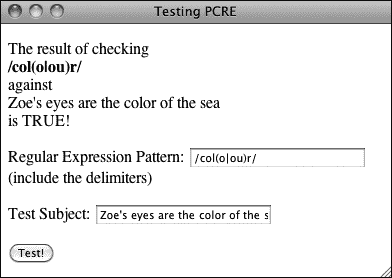 Testing PCRE
The result of checking
/col(o|ou)r/
against
Zoe's eyes are the color of the sea
is TRUE!
Regular Expression Pattern: /col(o|ou)r/
(include the delimiters)
Test Subject: Zoe's eyes are the color of the s
Test!